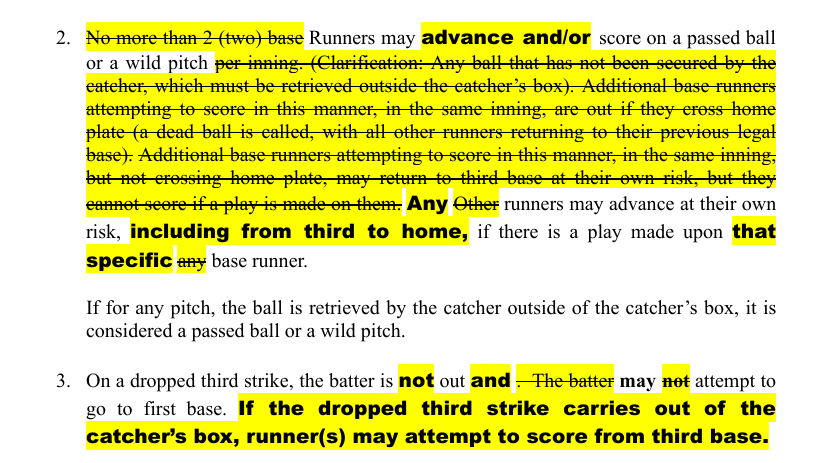 2. No more than 2 (two) base Runners may advance and/or score on a passed ball
or a wild pitch per inning. (Clarification: Any ball that has not been secured by the
catcher, which must be retrieved outside the catcher's box). Additional base runners
attempting to score in this manner, in the same inning, are out if they cross home
plate (a dead ball is called, with all other runners returning to their previous legal
base). Additional base runners attempting to score in this manner, in the same inning,
but not crossing home plate, may return to third base at their own risk, but they
cannot score if a play is made on them. Any Other runners may advance at their own
risk, including from third to home, if there is a play made upon that
specific any base runner.
If for any pitch, the ball is retrieved by the catcher outside of the catcher's box, it is
considered a passed ball or a wild pitch.
3. On a dropped third strike, the batter is not out and . The batter may not attempt to
go to first base. If the dropped third strike carries out of the
catcher's box, runner(s) may attempt to score from third base.